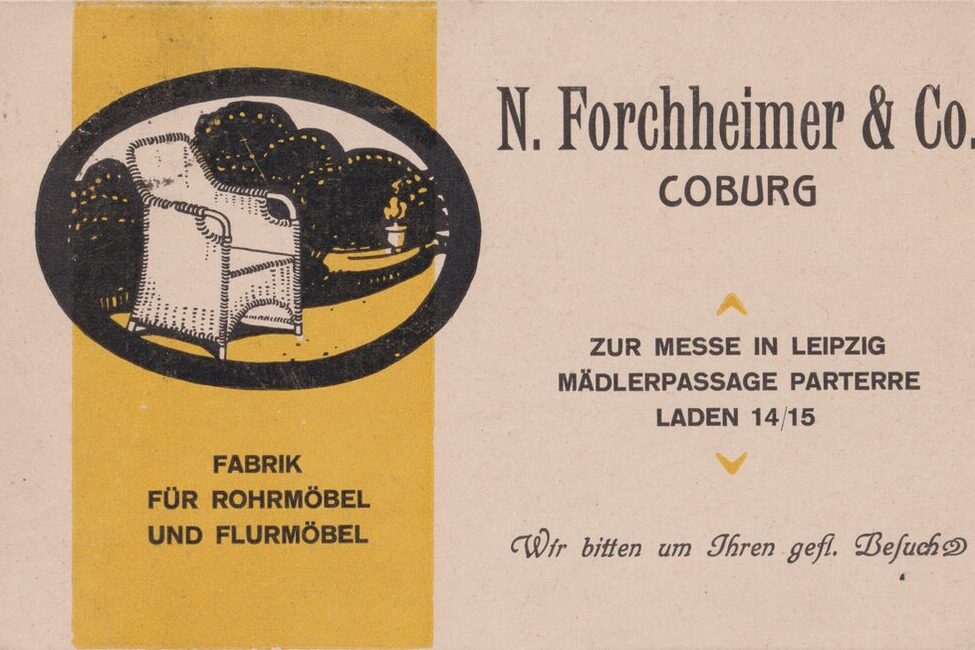 N. Forchheimer & Co.
COBURG
ZUR MESSE IN LEIPZIG
MÄDLERPASSAGE PARTERRE
LADEN 14/15
Wir bitten um Ihren gefl. Beſuch
FABRIK
FÜR ROHRMÖBEL
UND FLURMÖBEL